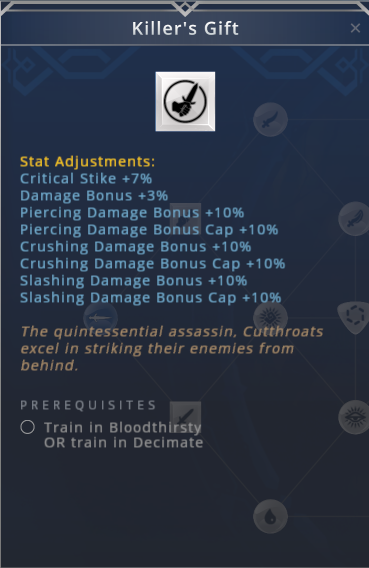 Killer's Gift
Stat Adjustments:
Critical Stike +7%
Damage Bonus +3%
Piercing Damage Bonus +10%
Piercing Damage Bonus Cap +10%
Crushing Damage Bonus +10%
Crushing Damage Bonus Cap +10%
Slashing Damage Bonus +10%
Slashing Damage Bonus Cap +10%
The quintessential assassin, Cutthroats
excel in striking their enemies from
behind.
PREREQUISITES
Train in Bloodthirsty
OR train in Decimate